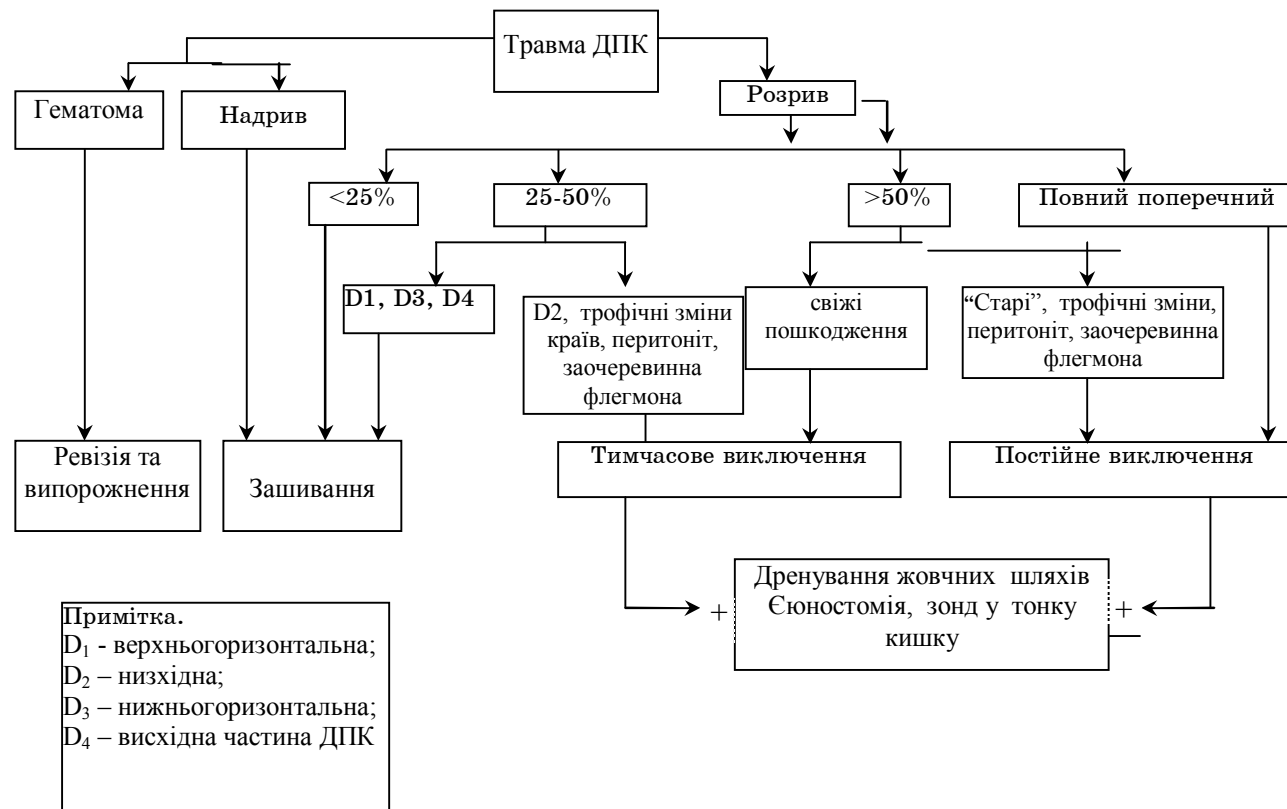 Травма ДПК
Гематома
Надрив
Розрив
<25%
25-50%
>50%
Повний поперечний
D1, D3, D4
D2, трофічні зміни
країв, перитоніт,
заочеревинна
флегмона
свіжі
пошкодження
“Старі”, трофічні зміни,
перитоніт, заочеревинна
флегмона
Ревізія та
випорожнення
Зашивання
Тимчасове виключення
Постійне виключення
+
Дренування жовчних шляхів
Єюностомія, зонд у тонку
кишку
+
Примітка.
D₁ - верхньогоризонтальна;
D₂ – низхідна;
D₃ – нижньогоризонтальна;
D₄ – висхідна частина ДПК